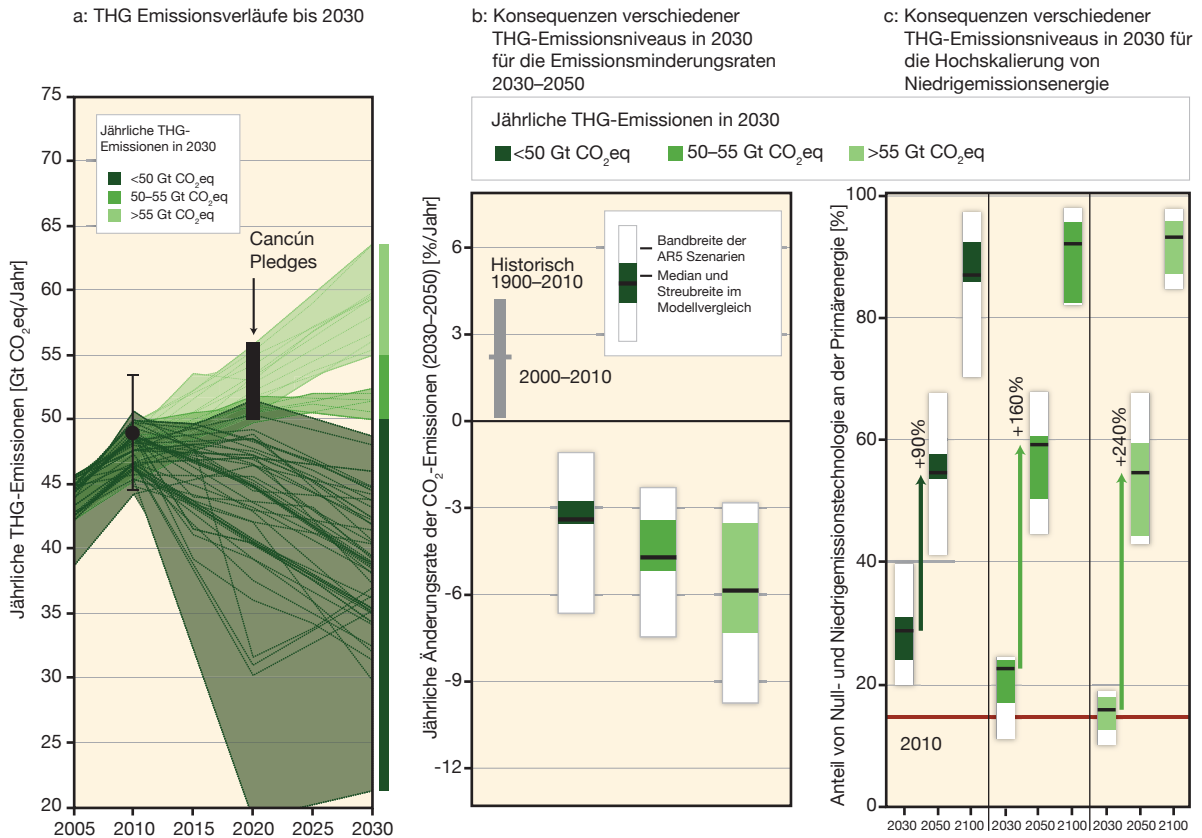 a: THG Emissionsverläufe bis 2030
b: Konsequenzen verschiedener
THG-Emissionsniveaus in 2030
für die Emissionsminderungsraten
2030–2050
c: Konsequenzen verschiedener
THG-Emissionsniveaus in 2030 für
die Hochskalierung von
Niedrigemissionsenergie
Jährliche THG-Emissionen [Gt CO₂eq/Jahr]
75
70
65
60
55
50
45
40
35
30
25
20
Jährliche THG-
Emissionen in 2030
<50 Gt CO₂eq
50–55 Gt CO₂eq
>55 Gt CO₂eq
Cancún
Pledges
2005
2010
2015
2020
2025
2030
Jährliche THG-Emissionen in 2030
<50 Gt CO₂eq
50–55 Gt CO₂eq
>55 Gt CO₂eq
Jährliche Änderungsrate der CO₂-Emissionen (2030–2050) [%/Jahr]
6
3
0
-3
-6
-9
-12
Historisch
1900–2010
2000–2010
Bandbreite der
AR5 Szenarien
Median und
Streubreite im
Modellvergleich
Anteil von Null- und Niedrigemissionstechnologie an der Primärenergie [%]
100
80
60
40
20
0
+90%
+160%
+240%
2010
2030
2050
2100
2030
2050
2100
2030
2050
2100